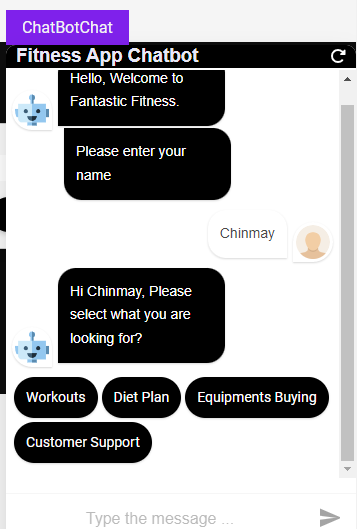 ChatBotChat
Fitness App Chatbot
Hello, Welcome to
Fantastic Fitness.
Please enter your
name
Chinmay
Hi Chinmay, Please
select what you are
looking for?
Workouts Diet Plan Equipments Buying
Customer Support
Type the message ...